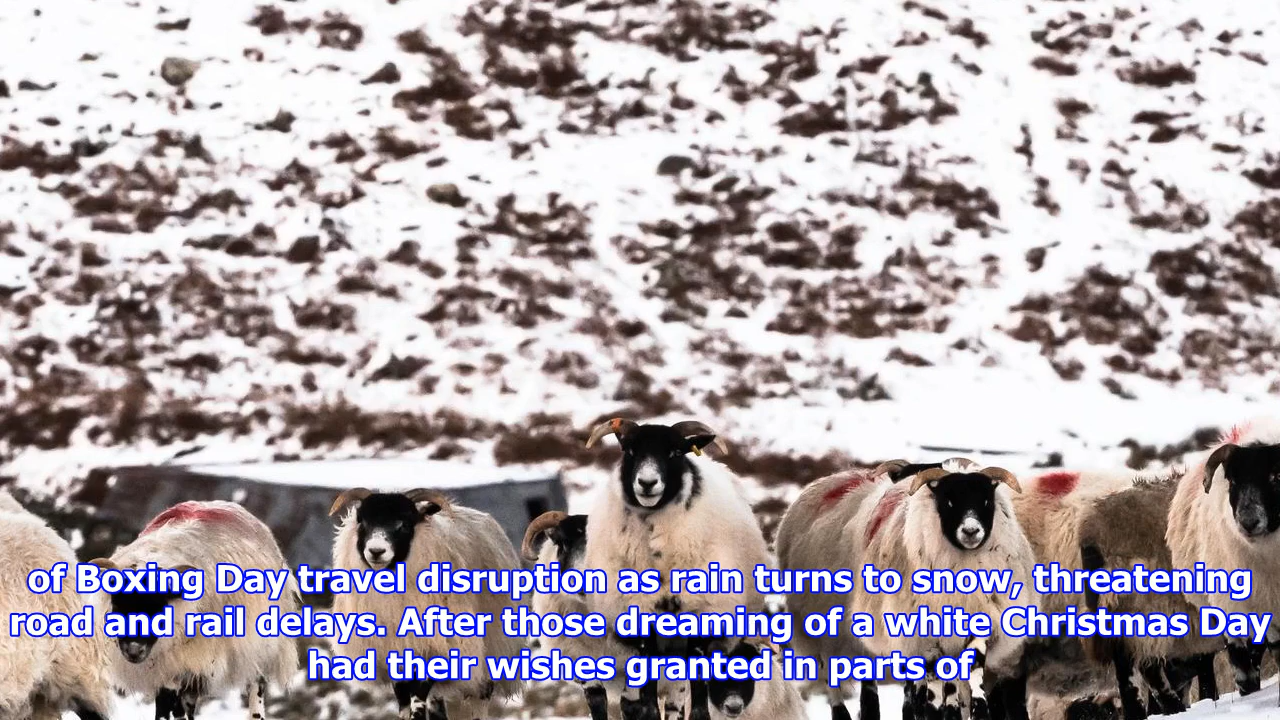 of Boxing Day travel disruption as rain turns to snow, threatening
road and rail delays. After those dreaming of a white Christmas Day
had their wishes granted in parts of